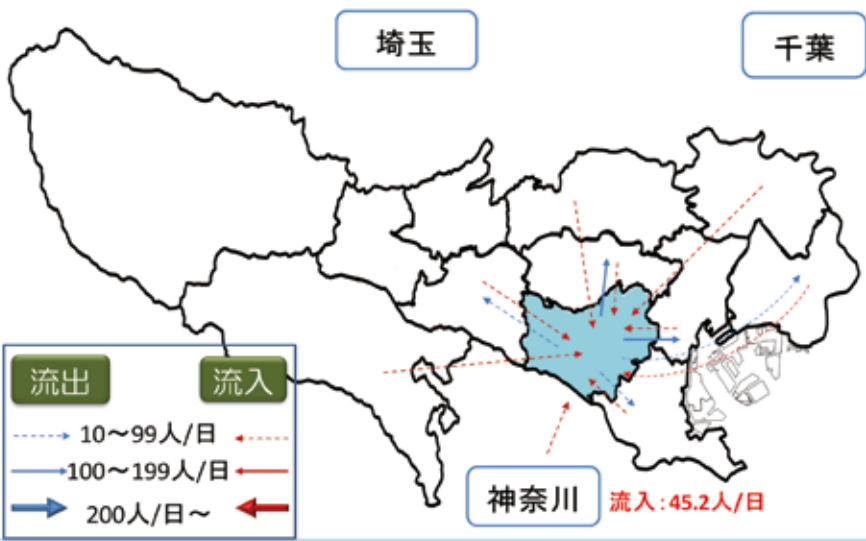 埼玉
千葉
流出
流入
10～99人/日
100～199人/日
200人/日～
神奈川
流入：45.2人/日